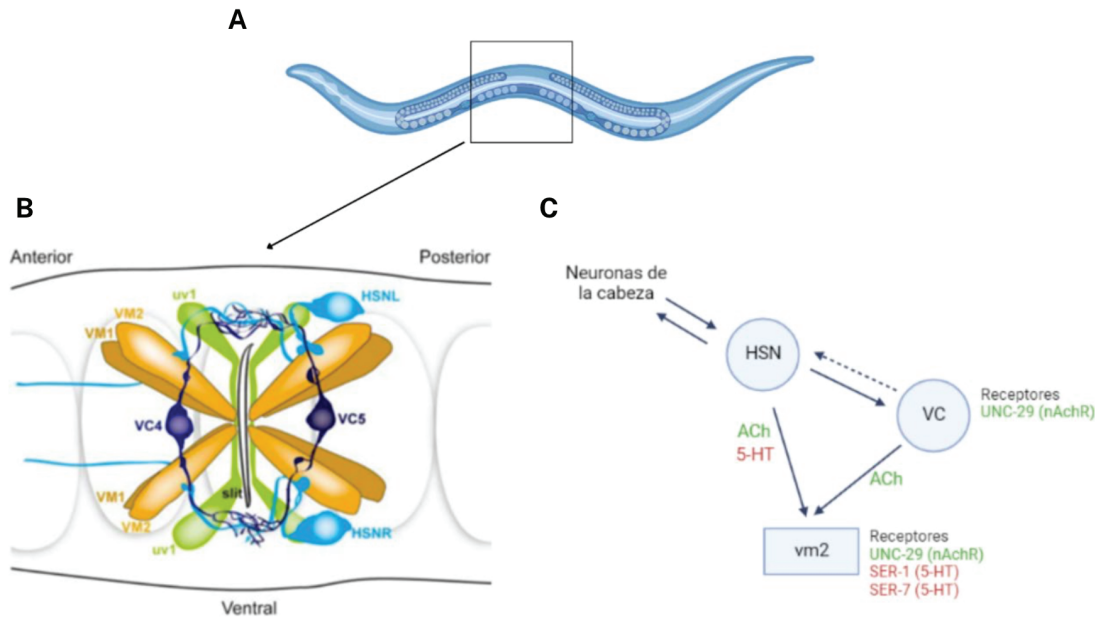 A
B
Anterior
Posterior
uv1
HSNL
VM2
VM1
VC4
VC5
slit
VM1
VM2
uv1
HSNR
Ventral
C
Neuronas de
la cabeza
HSN
VC
Receptores
UNC-29 (nAchR)
ACh
5-HT
ACh
vm2
Receptores
UNC-29 (nAchR)
SER-1 (5-HT)
SER-7 (5-HT)